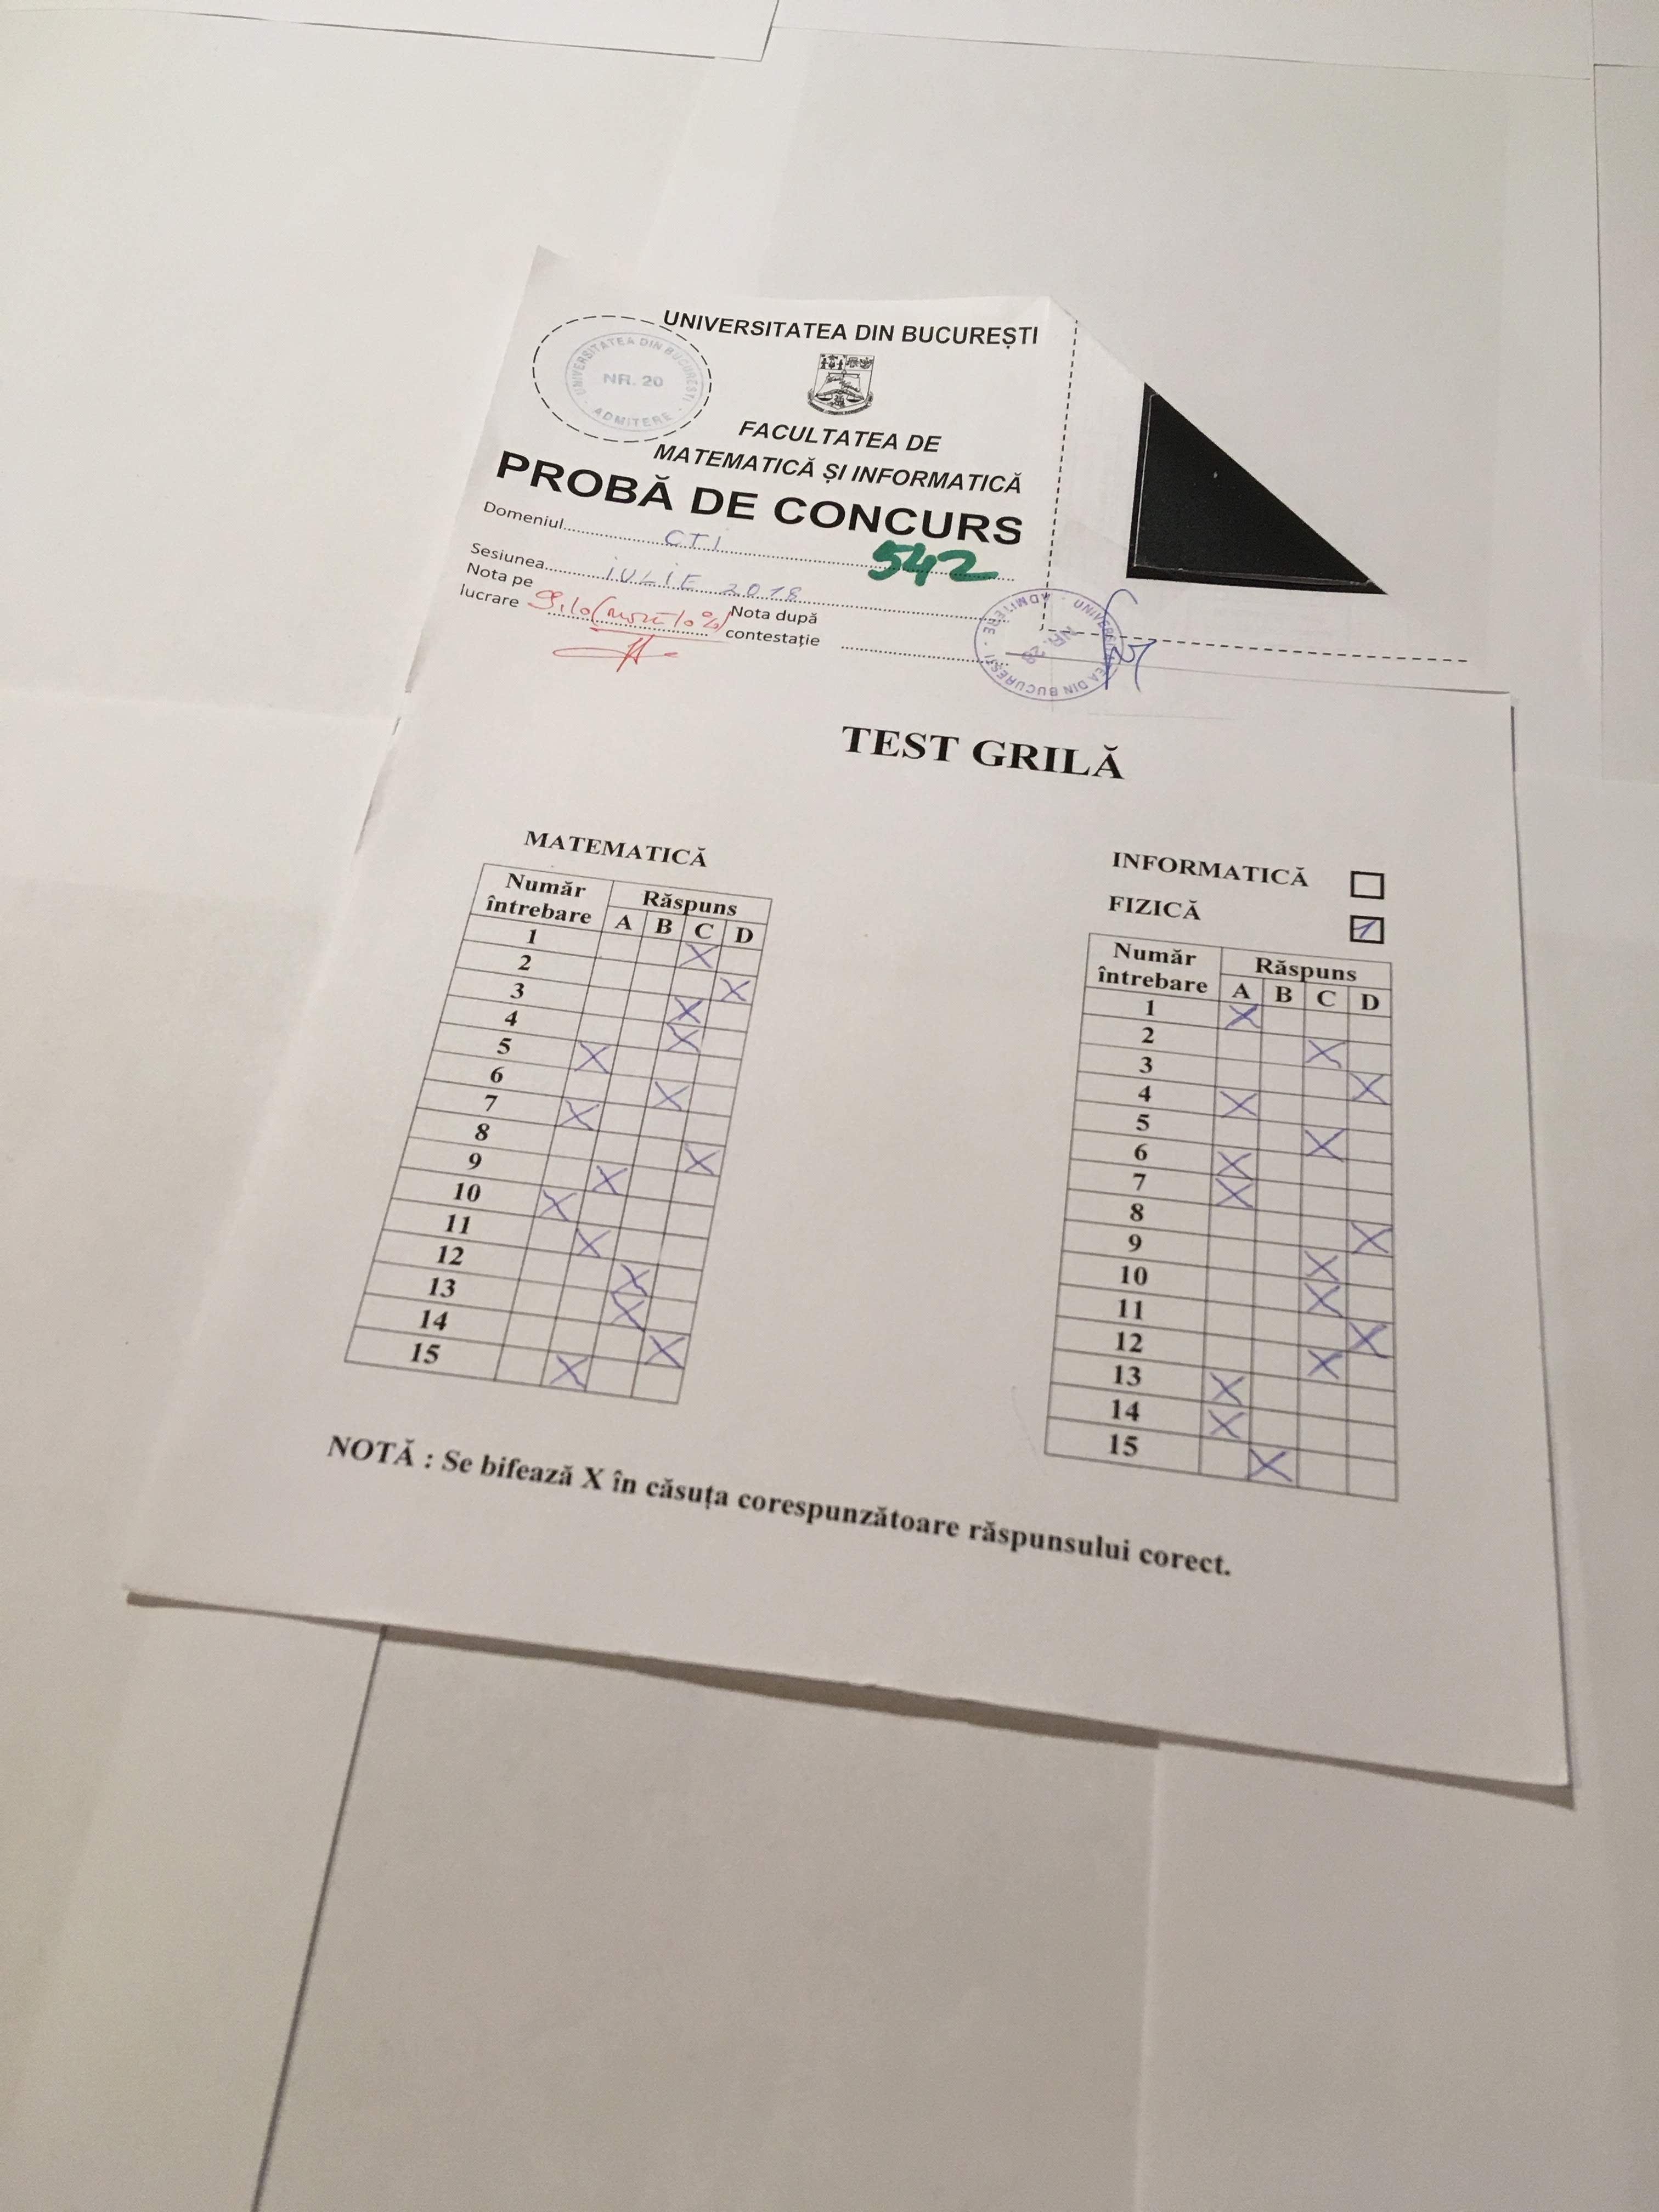 UNIVERSITATEA DIN BUCUREȘTI
UNIVERSITATEA DIN BUCUREȘTI
NR. 20
ADMITERE
FACULTATEA DE
MATEMATICĂ ȘI INFORMATICĂ
PROBĂ DE CONCURS
Domeniul CTI
542
Sesiunea IULIE 2018
Nota pe lucrare 9,10
Nota după contestație
UNIVERSITATEA DIN BUCUREȘTI
NR. 28
ADMITERE
TEST GRILĂ
MATEMATICĂ
Număr întrebare Răspuns
A B C D
1 X
2 X
3 X
4 X
5 X
6 X
7 X
8 X
9 X
10 X
11 X
12 X
13 X
14 X
15 X
INFORMATICĂ
FIZICĂ
Număr întrebare Răspuns
A B C D
1 X
2 X
3 X
4 X
5 X
6 X
7 X
8 X
9 X
10 X
11 X
12 X
13 X
14 X
15 X
NOTĂ : Se bifează X în căsuța corespunzătoare răspunsului corect.